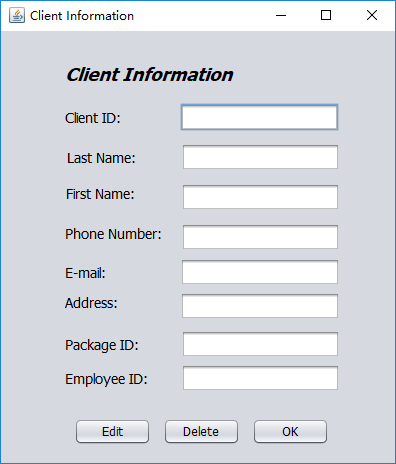 Client Information
Client Information
Client ID:
Last Name:
First Name:
Phone Number:
E-mail:
Address:
Package ID:
Employee ID:
Edit Delete OK